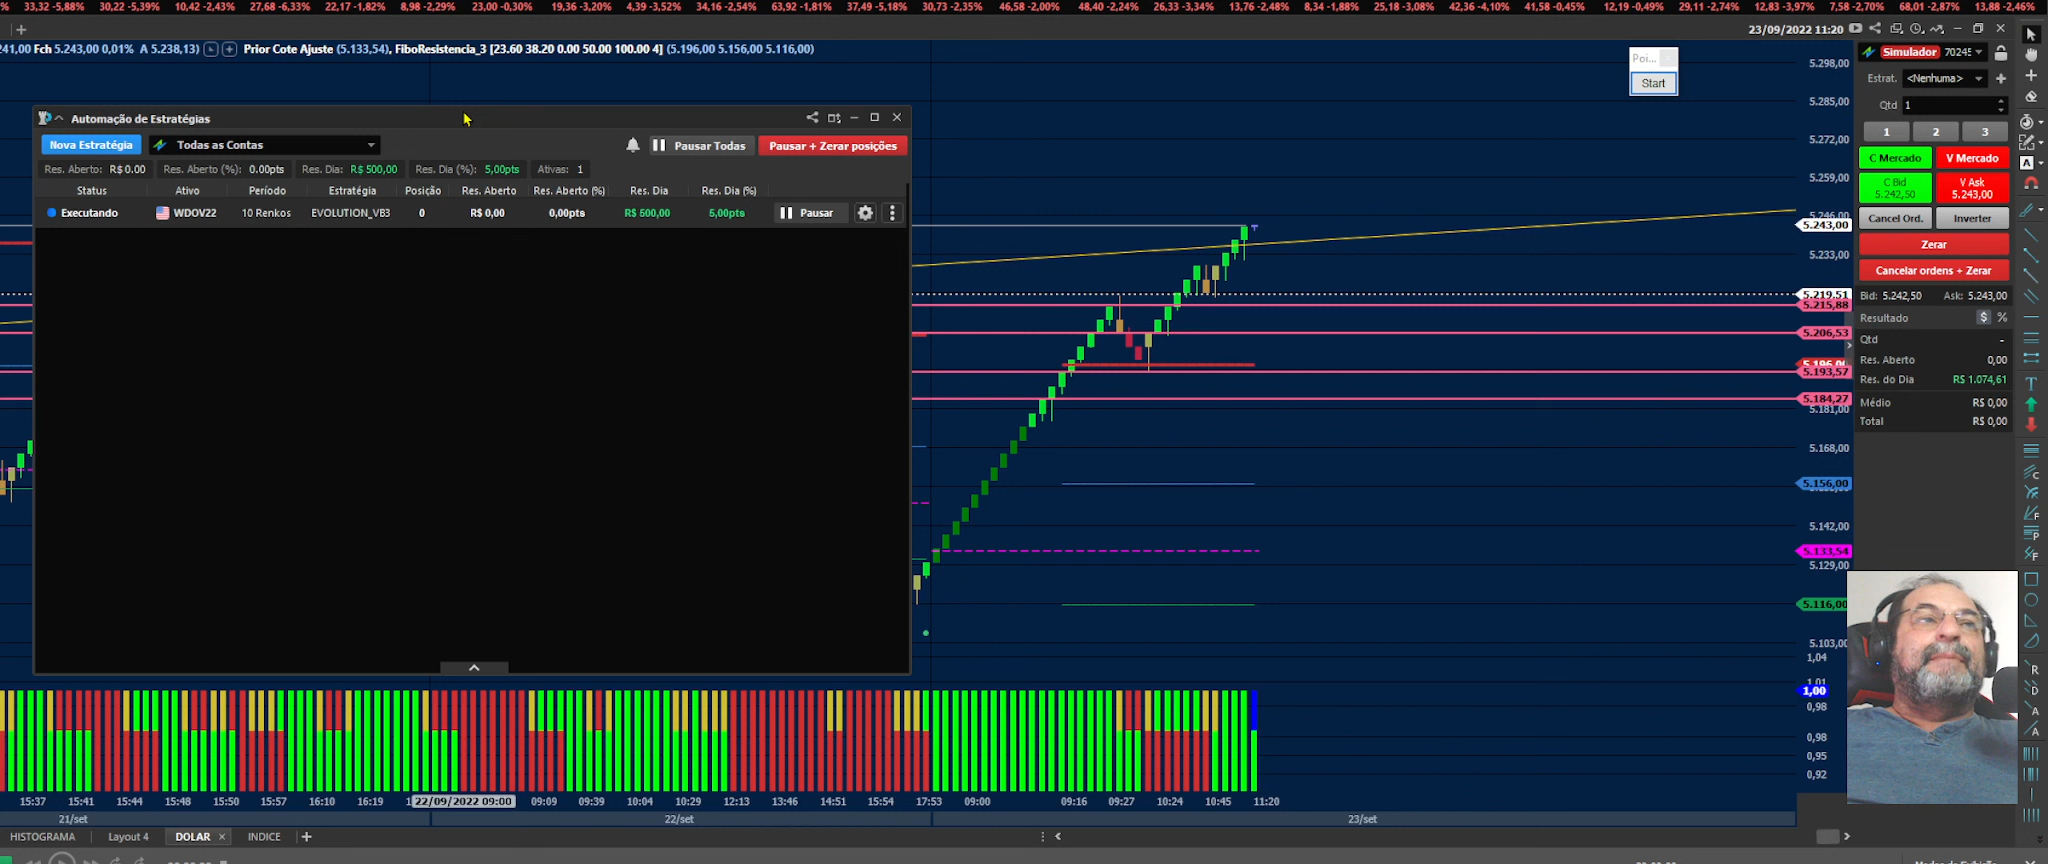 % 33,32 -5,88% 30,22 -5,39% 10,42 -2,43% 27,68 -6,33% 22,17 -1,82% 8,98 -2,29% 23,00 -0,30% 19,36 -3,20% 4,39 -3,52% 34,16 -2,54% 63,92 -1,81% 37,49 -5,18% 30,73 -2,35% 46,58 -2,00% 48,40 -2,24% 26,33 -3,34% 13,76 -2,48% 8,34 -1,88% 25,18 -3,08% 42,36 -4,10% 41,58 -0,45% 12,19 -0,49% 29,11 -2,74% 12,83 -3,97% 7,58 -2,70% 68,01 -2,87% 13,88 -2,46%
23/09/2022 11:20
241,00 Fch 5.243,00 0,01% A 5.238,13) Prior Cote Ajuste (5.133,54), FiboResistencia_3 [23.60 38.20 0.00 50.00 100.00 4] (5.196,00 5.156,00 5.116,00)
Poi...
Start
Automação de Estratégias
Nova Estratégia Todas as Contas Pausar Todas Pausar + Zerar posições
Res. Aberto: R$ 0.00 Res. Aberto (%): 0.00pts Res. Dia: R$ 500,00 Res. Dia (%): 5,00pts Ativas: 1
Status Ativo Período Estratégia Posição Res. Aberto Res. Aberto (%) Res. Dia Res. Dia (%)
Executando WDOV22 10 Renkos EVOLUTION_VB3 0 R$ 0,00 0,00pts R$ 500,00 5,00pts Pausar
5.298,00
5.285,00
5.272,00
5.259,00
5.246,00
5.243,00
5.233,00
5.219,51
5.215,88
5.206,53
5.193,57
5.184,27
5.181,00
5.168,00
5.156,00
5.142,00
5.133,54
5.129,00
5.116,00
5.103,00
1,04
1,01
1,00
0,98
0,98
0,95
0,92
Simulador 70245
Estrat. <Nenhuma>
Qtd 1
1 2 3
C Mercado V Mercado
C Bid 5.242,50 V Ask 5.243,00
Cancel Ord. Inverter
Zerar
Cancelar ordens + Zerar
Bid: 5.242,50 Ask: 5.243,00
Resultado $ %
Qtd -
Res. Aberto 0,00
Res. do Dia R$ 1.074,61
Médio R$ 0,00
Total R$ 0,00
15:37 15:41 15:44 15:48 15:50 15:57 16:10 16:19 22/09/2022 09:00 09:09 09:39 10:04 10:29 12:13 13:46 14:51 15:54 17:53 09:00 09:16 09:27 10:24 10:45 11:20
21/set 22/set 23/set
HISTOGRAMA Layout 4 DOLAR INDICE